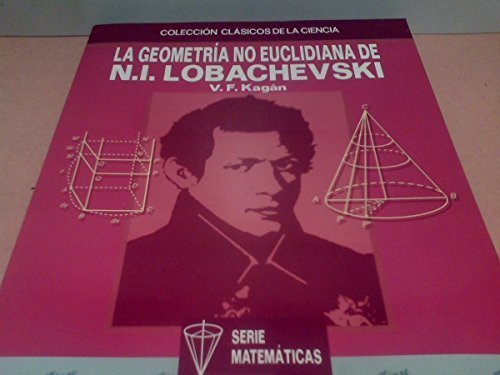 COLECCIÓN CLÁSICOS DE LA CIENCIA
LA GEOMETRÍA NO EUCLIDIANA DE
N.I. LOBACHEVSKI
V. F. Kagán
C
A
B
SERIE
MATEMÁTICAS